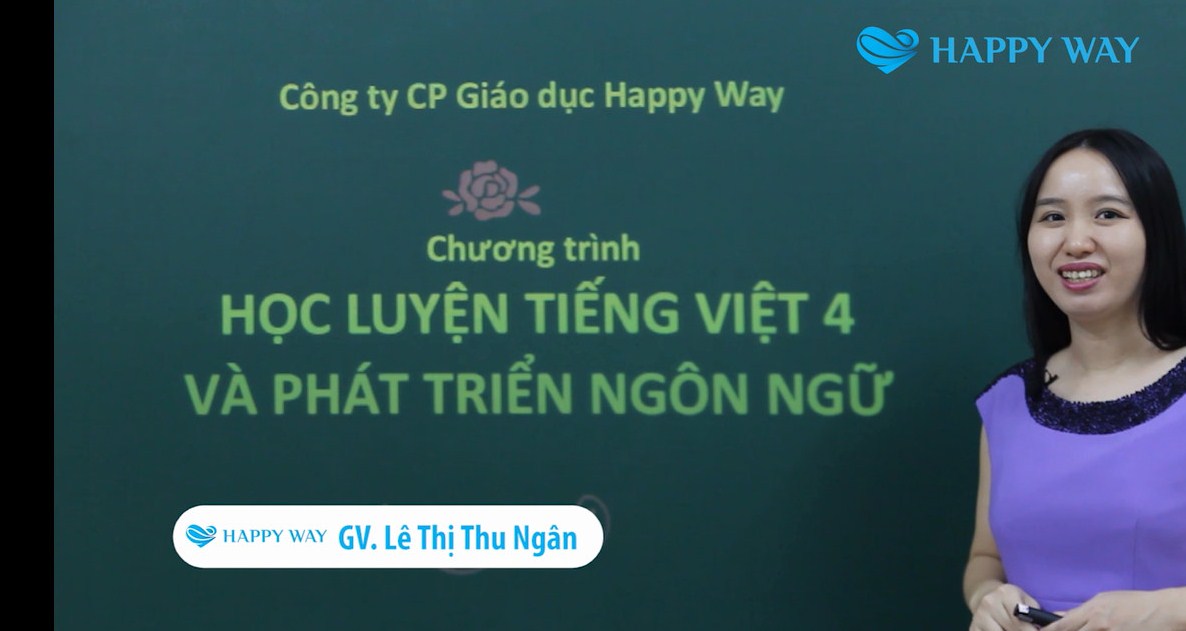 HAPPY WAY
Công ty CP Giáo dục Happy Way
Chương trình
HỌC LUYỆN TIẾNG VIỆT 4
VÀ PHÁT TRIỂN NGÔN NGỮ
HAPPY WAY GV. Lê Thị Thu Ngân